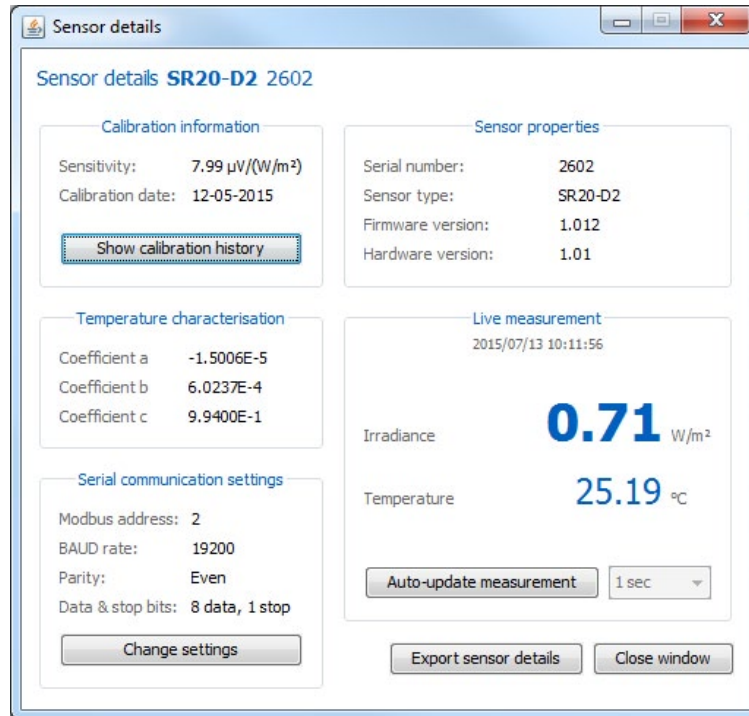 Sensor details
Sensor details SR20-D2 2602
Calibration information
Sensitivity: 7.99 µV/(W/m²)
Calibration date: 12-05-2015
Show calibration history
Sensor properties
Serial number: 2602
Sensor type: SR20-D2
Firmware version: 1.012
Hardware version: 1.01
Temperature characterisation
Coefficient a -1.5006E-5
Coefficient b 6.0237E-4
Coefficient c 9.9400E-1
Live measurement
2015/07/13 10:11:56
Irradiance 0.71 W/m²
Temperature 25.19 ºC
Auto-update measurement 1 sec
Serial communication settings
Modbus address: 2
BAUD rate: 19200
Parity: Even
Data & stop bits: 8 data, 1 stop
Change settings
Export sensor details Close window